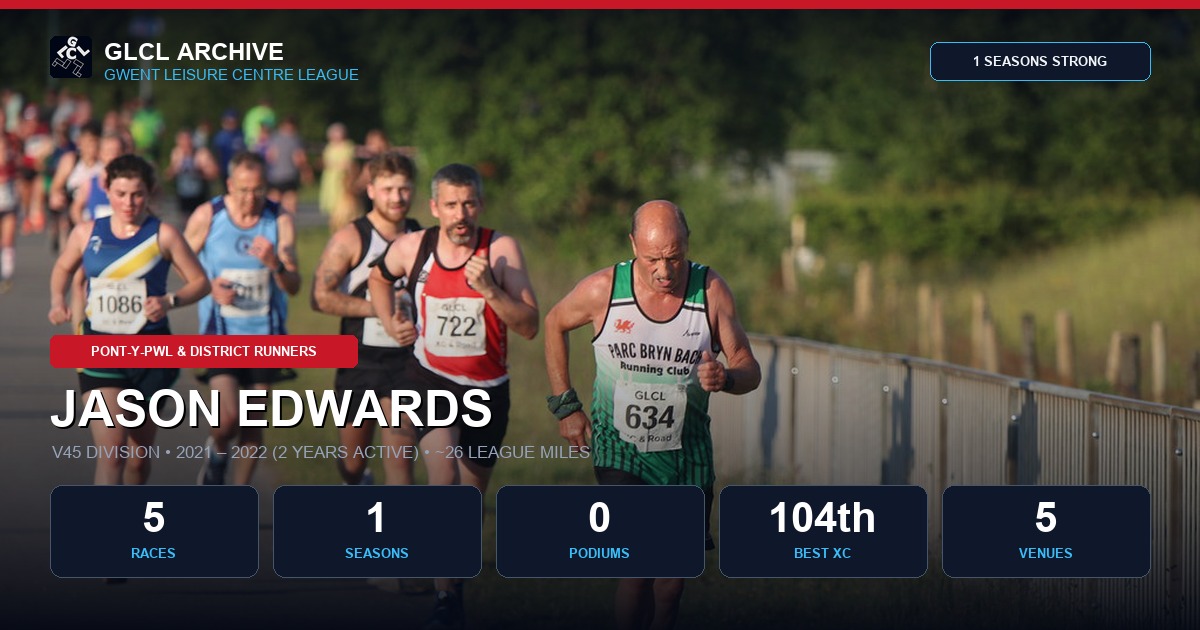 GLCL ARCHIVE
GWENT LEISURE CENTRE LEAGUE
1 SEASONS STRONG
1086
GLCL
722
PARC BRYN BACH
Running Club
GLCL
634
XC & Road
PONT-Y-PWL & DISTRICT RUNNERS
JASON EDWARDS
V45 DIVISION • 2021 – 2022 (2 YEARS ACTIVE) • ~26 LEAGUE MILES
5
RACES
1
SEASONS
0
PODIUMS
104th
BEST XC
5
VENUES